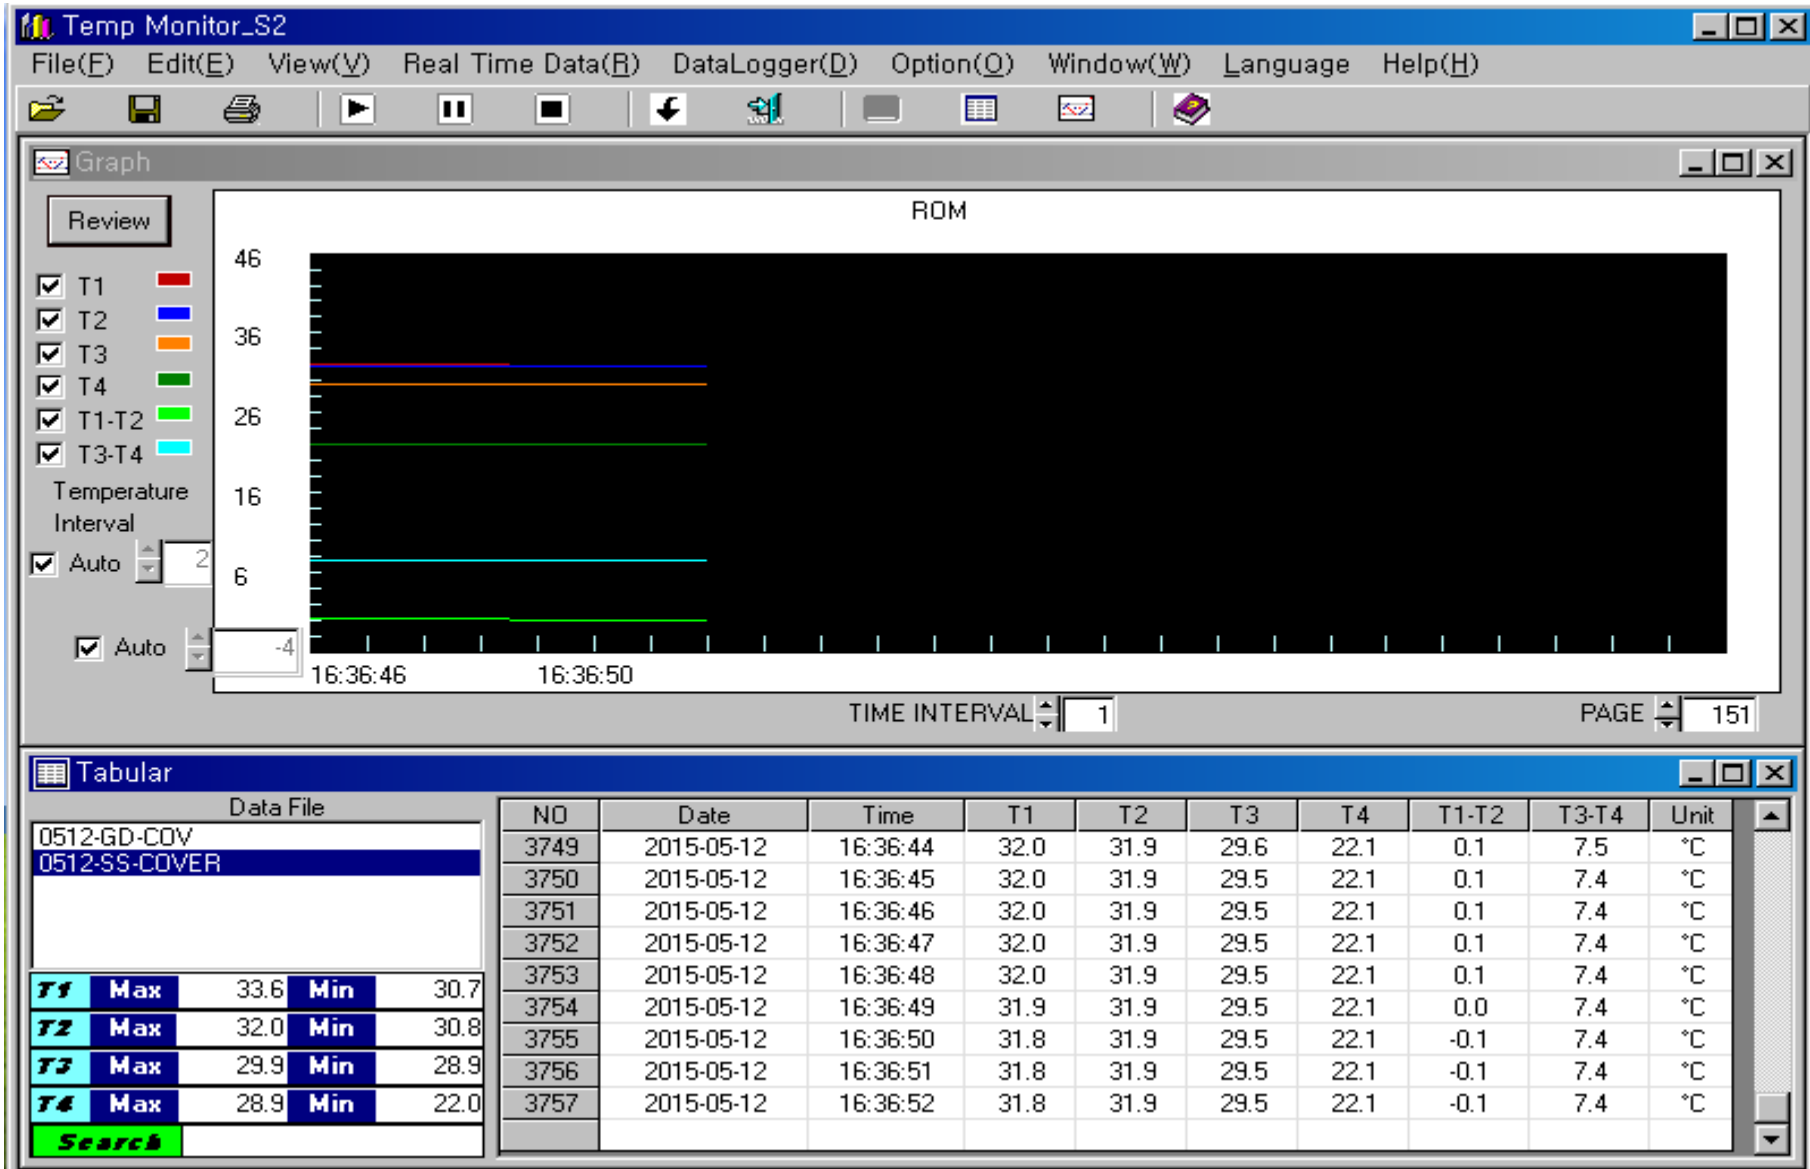 Temp Monitor_S2
File(F) Edit(E) View(V) Real Time Data(R) DataLogger(D) Option(O) Window(W) Language Help(H)
Graph
Review
ROM
T1
T2
T3
T4
T1-T2
T3-T4
Temperature
Interval
Auto 2
Auto -4
46
36
26
16
6
16:36:46 16:36:50
TIME INTERVAL 1 PAGE 151
Tabular
Data File
0512-GD-COV
0512-SS-COVER
T1 Max 33.6 Min 30.7
T2 Max 32.0 Min 30.8
T3 Max 29.9 Min 28.9
T4 Max 28.9 Min 22.0
Search
NO Date Time T1 T2 T3 T4 T1-T2 T3-T4 Unit
3749 2015-05-12 16:36:44 32.0 31.9 29.6 22.1 0.1 7.5 °C
3750 2015-05-12 16:36:45 32.0 31.9 29.5 22.1 0.1 7.4 °C
3751 2015-05-12 16:36:46 32.0 31.9 29.5 22.1 0.1 7.4 °C
3752 2015-05-12 16:36:47 32.0 31.9 29.5 22.1 0.1 7.4 °C
3753 2015-05-12 16:36:48 32.0 31.9 29.5 22.1 0.1 7.4 °C
3754 2015-05-12 16:36:49 31.9 31.9 29.5 22.1 0.0 7.4 °C
3755 2015-05-12 16:36:50 31.8 31.9 29.5 22.1 -0.1 7.4 °C
3756 2015-05-12 16:36:51 31.8 31.9 29.5 22.1 -0.1 7.4 °C
3757 2015-05-12 16:36:52 31.8 31.9 29.5 22.1 -0.1 7.4 °C